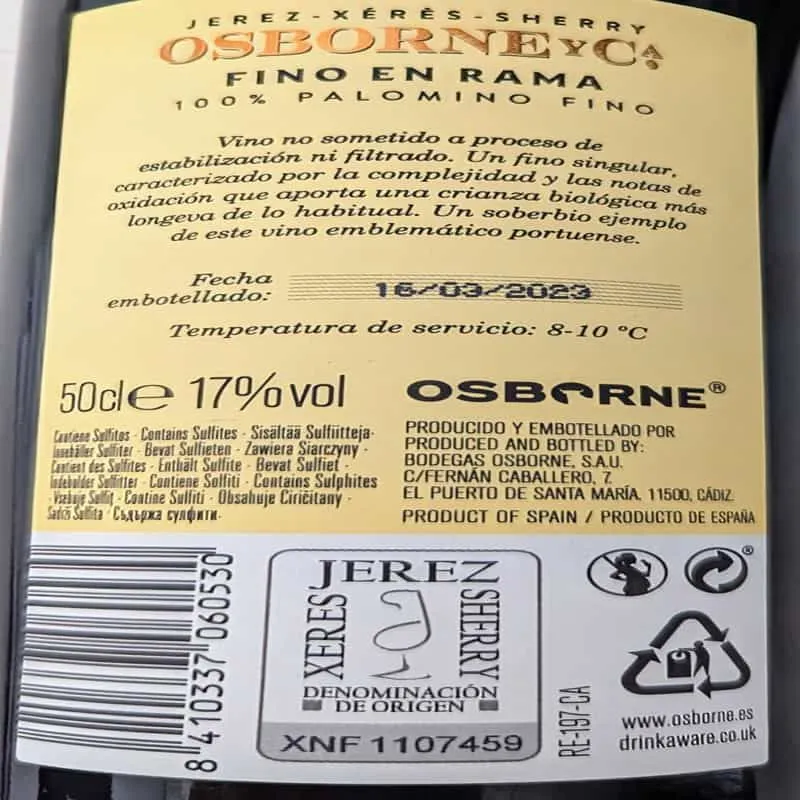 JEREZ-XÉRÈS-SHERRY
OSBORNE Y CA.
FINO EN RAMA
100% PALOMINO FINO
Vino no sometido a proceso de
estabilización ni filtrado. Un fino singular,
caracterizado por la complejidad y las notas de
oxidación que aporta una crianza biológica más
longeva de lo habitual. Un soberbio ejemplo
de este vino emblemático portuense.
Fecha
embotellado: 16/03/2023
Temperatura de servicio: 8-10 ºC
50cl e 17% vol
Contiene Sulfitos · Contains Sulfites · Sisältää Sulfiitteja·
Innehåller Sulfiter · Bevat Sulfieten · Zawiera Siarczyny ·
Contient des Sulfites · Enthält Sulfite · Bevat Sulfiet ·
Indeholder Sulfitter · Contiene Solfiti · Contains Sulphites
· Vsebuje Sulfit · Contine Sulfiti · Obsahuje Ciričitany ·
Sadrži Sulfita · Съдържа сулфити·
OSBORNE®
PRODUCIDO Y EMBOTELLADO POR
PRODUCED AND BOTTLED BY:
BODEGAS OSBORNE, S.A.U.
C/FERNÁN CABALLERO, 7.
EL PUERTO DE SANTA MARÍA. 11500, CÁDIZ
PRODUCT OF SPAIN / PRODUCTO DE ESPAÑA
8 410337 060530
JEREZ
XERES
SHERRY
DENOMINACIÓN
DE ORIGEN
XNF 1107459
RE-197-CA
®
www.osborne.es
drinkaware.co.uk